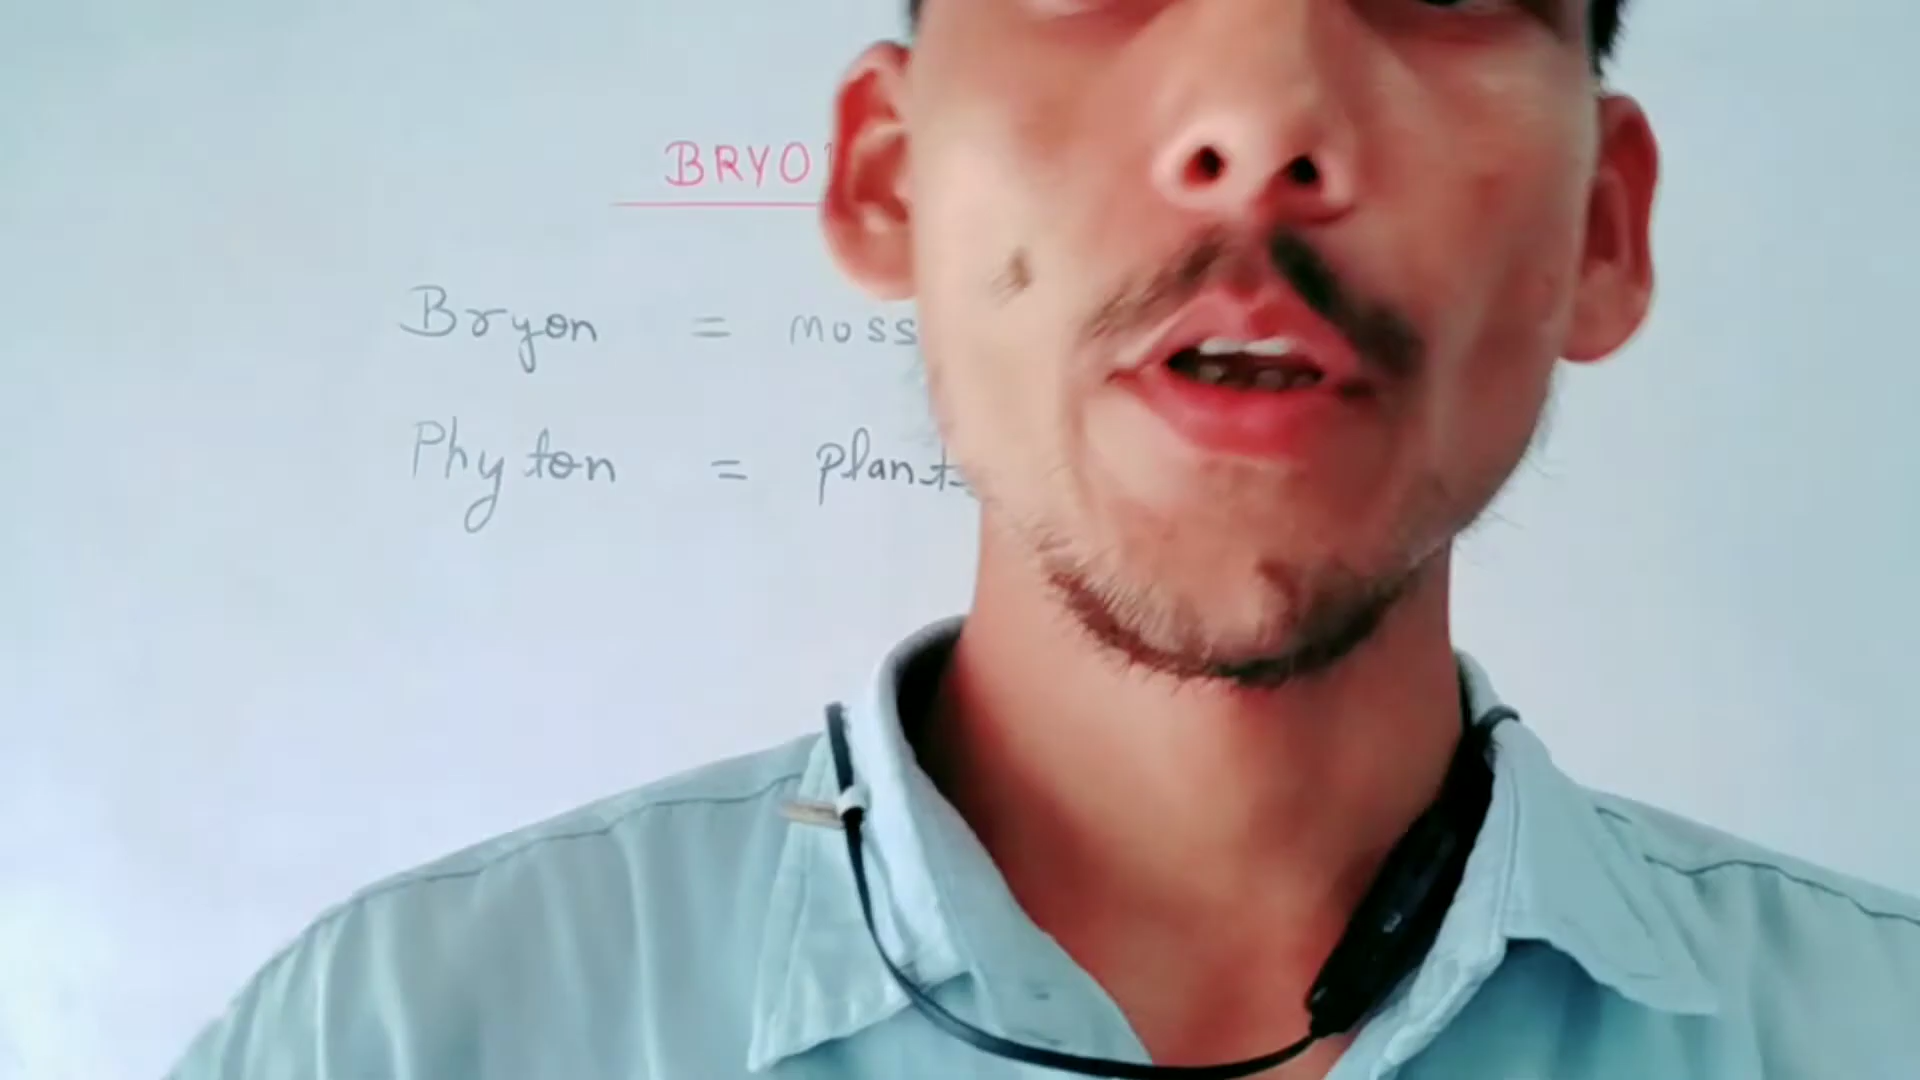 BRYO
Bryon = moss
Phyton = plant